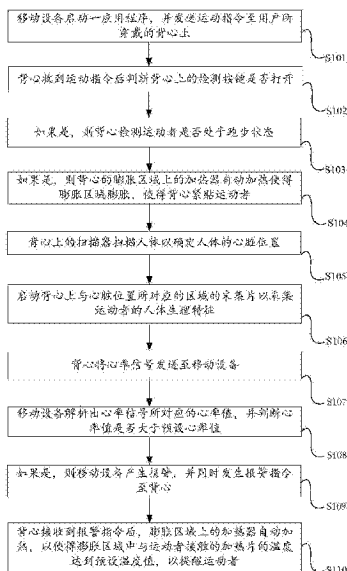 移动设备启动一应用程序，并发送运动指令至用户所
穿戴的背心上
S101
背心收到运动指令后判断背心上的检测按键是否打开
S102
如果是，则背心检测运动者是否处于跑步状态
S103
如果是，则背心的膨胀区域上的加热器自动加热使得
膨胀区域膨胀，使得背心紧贴运动者
S104
背心上的扫描器扫描人体以确定人体的心脏位置
S105
启动背心上与心脏位置所对应的区域的采集片以采集
运动者的人体生理特征
S106
背心将心率信号发送至移动设备
S107
移动设备解析出心率信号所对应的心率值，并判断心
率值是否大于预设心率值
S108
如果是，则移动设备产生报警，并同时发生报警指令
至背心
S109
背心接收到报警指令后，膨胀区域上的加热器自动加
热，以使得膨胀区域中与运动者接触的加热片的温度
达到预设温度值，以提醒运动者
S110